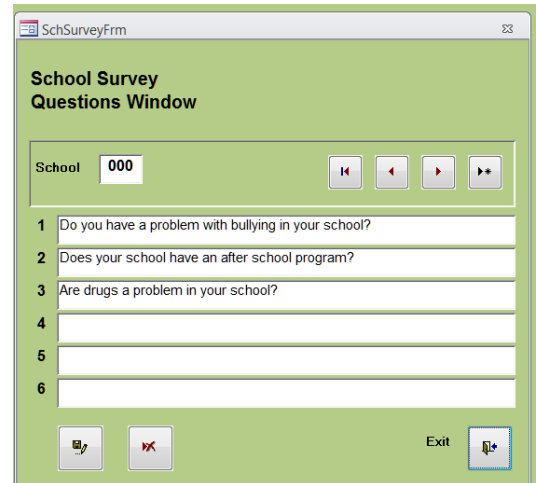 SchSurveyFrm
School Survey
Questions Window
School 000
1 Do you have a problem with bullying in your school?
2 Does your school have an after school program?
3 Are drugs a problem in your school?
4
5
6
Exit